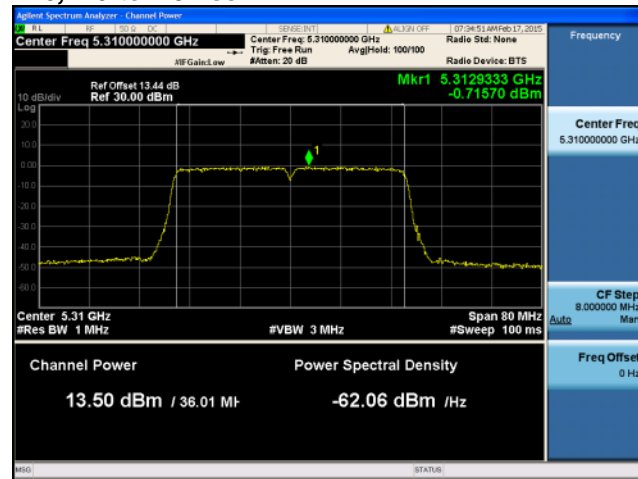 Agilent Spectrum Analyzer - Channel Power
RL RF 50 Ω DC SENSE:INT ALIGN OFF 07:34:51 AM Feb 17, 2015
Center Freq 5.310000000 GHz
Center Freq: 5.310000000 GHz
Radio Std: None
Trig: Free Run Avg|Hold: 100/100
#IFGain:Low #Atten: 20 dB Radio Device: BTS
Frequency
Mkr1 5.3129333 GHz
-0.71570 dBm
Ref Offset 13.44 dB
10 dB/div Ref 30.00 dBm
Log
20.0
10.0
0.00
-10.0
-20.0
-30.0
-40.0
-50.0
-60.0
1
Center Freq
5.310000000 GHz
Center 5.31 GHz Span 80 MHz
#Res BW 1 MHz #VBW 3 MHz #Sweep 100 ms
CF Step
8.000000 MHz
Auto Man
Freq Offset
0 Hz
Channel Power Power Spectral Density
13.50 dBm / 36.01 MH -62.06 dBm /Hz
MSG STATUS